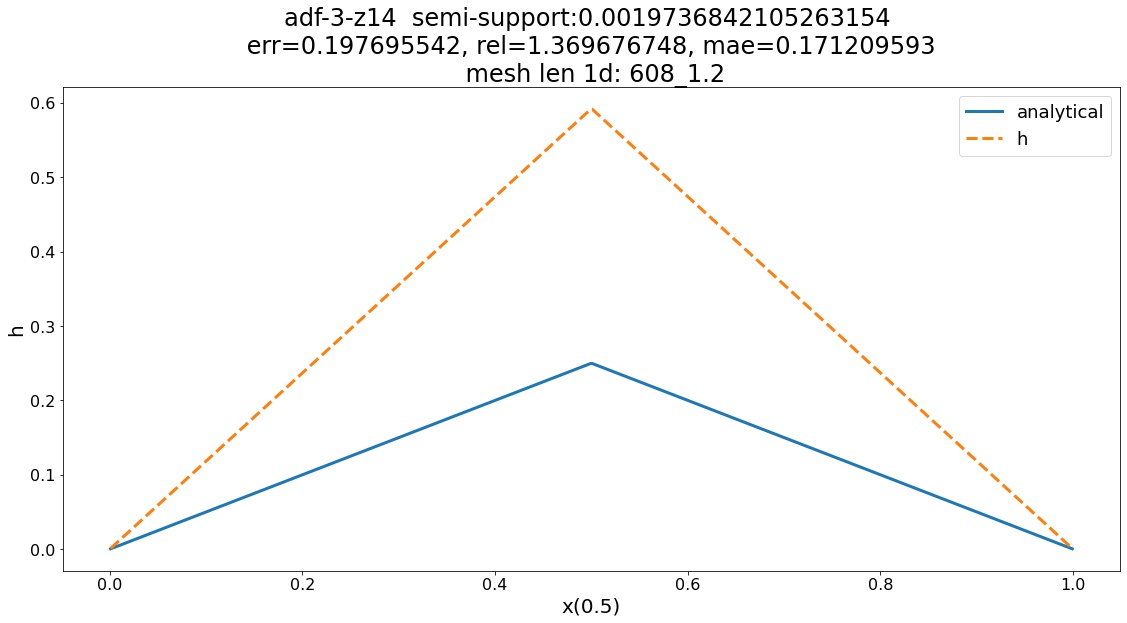 adf-3-z14  semi-support:0.0019736842105263154
err=0.197695542, rel=1.369676748, mae=0.171209593
mesh len 1d: 608_1.2
analytical
h
h
0.6
0.5
0.4
0.3
0.2
0.1
0.0
0.0 0.2 0.4 0.6 0.8 1.0
x(0.5)